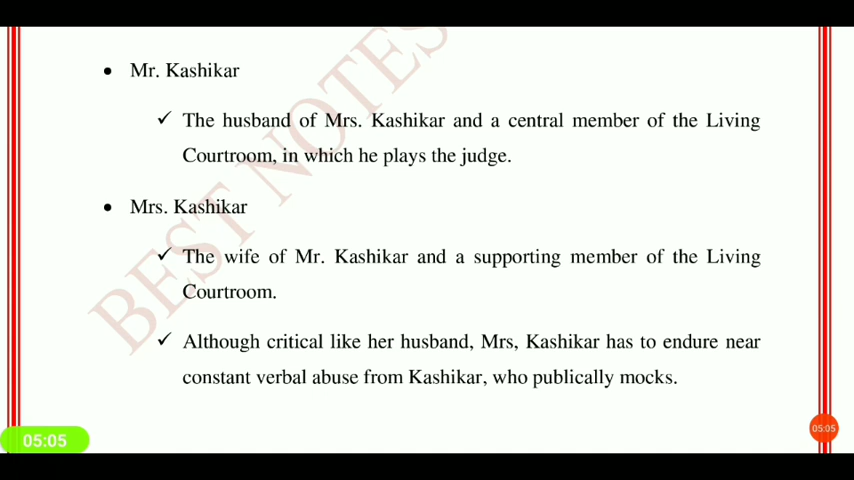 • Mr. Kashikar
✓ The husband of Mrs. Kashikar and a central member of the Living
Courtroom, in which he plays the judge.
• Mrs. Kashikar
✓ The wife of Mr. Kashikar and a supporting member of the Living
Courtroom.
✓ Although critical like her husband, Mrs, Kashikar has to endure near
constant verbal abuse from Kashikar, who publically mocks.
BEST NOTES
05:05
05:05